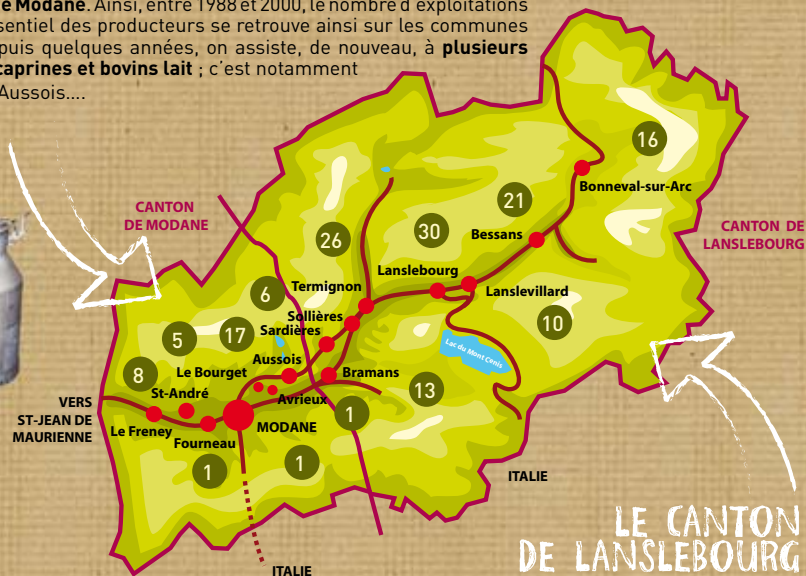 e Modane. Ainsi, entre 1988 et 2000, le nombre d'exploitations
sentiel des producteurs se retrouve ainsi sur les communes
puis quelques années, on assiste, de nouveau, à plusieurs
caprines et bovins lait ; c'est notamment
Aussois....
16
Bonneval-sur-Arc
CANTON
DE MODANE
21
CANTON DE
LANSLEBOURG
26
30
Bessans
Lanslebourg
Termignon
Lanslevillard
6
Sollières
Sardières
10
5
17
Lac du Mont Cenis
Aussois
8
Le Bourget
Bramans
13
St-André
Avrieux
VERS
ST-JEAN DE
MAURIENNE
Le Freney
Fourneau
MODANE
1
1
1
ITALIE
ITALIE
LE CANTON
DE LANSLEBOURG